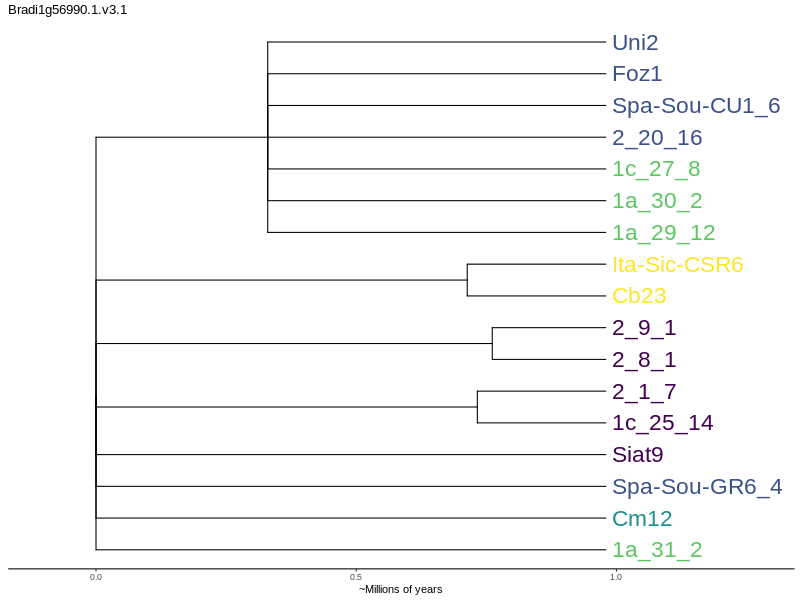 Bradi1g56990.1.v3.1
Uni2
Foz1
Spa-Sou-CU1_6
2_20_16
1c_27_8
1a_30_2
1a_29_12
Ita-Sic-CSR6
Cb23
2_9_1
2_8_1
2_1_7
1c_25_14
Siat9
Spa-Sou-GR6_4
Cm12
1a_31_2
0.0 0.5 1.0
~Millions of years